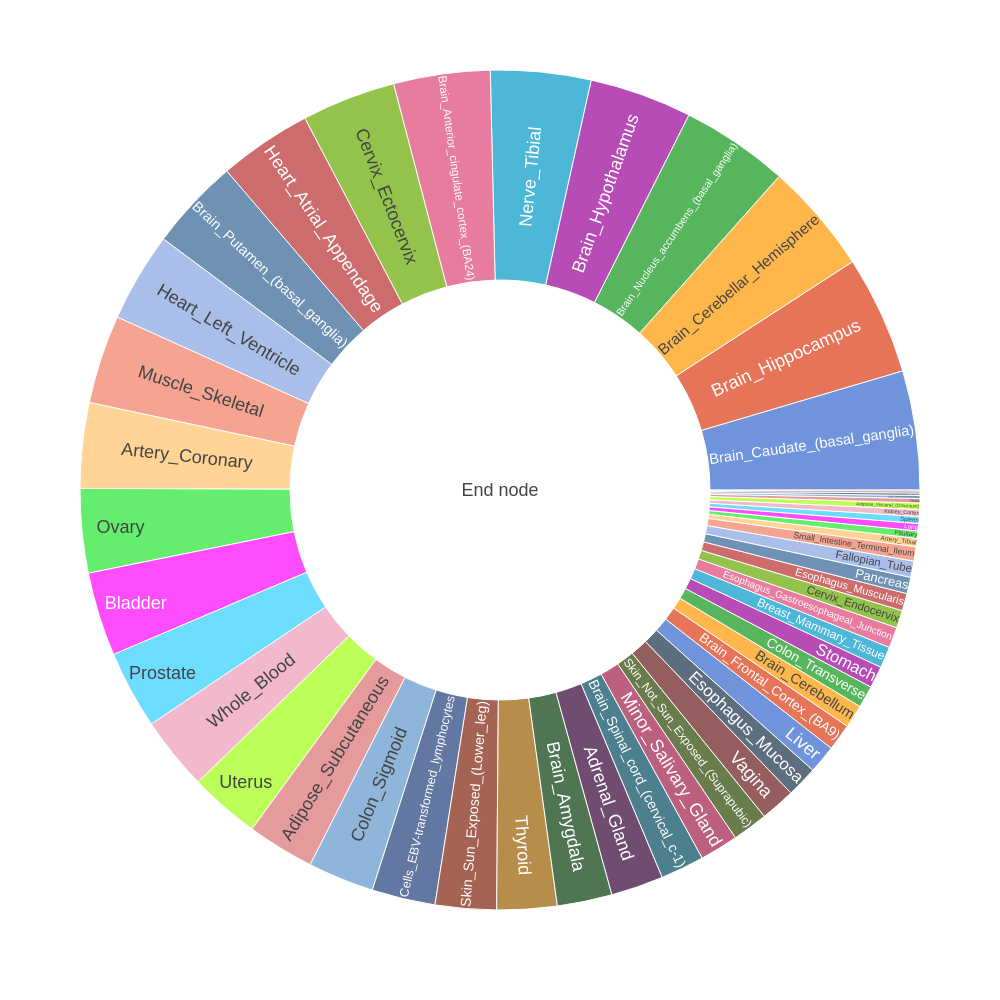 End node
Brain_Caudate_(basal_ganglia)
Brain_Hippocampus
Brain_Cerebellar_Hemisphere
Brain_Nucleus_accumbens_(basal_ganglia)
Brain_Hypothalamus
Nerve_Tibial
Brain_Anterior_cingulate_cortex_(BA24)
Cervix_Ectocervix
Heart_Atrial_Appendage
Brain_Putamen_(basal_ganglia)
Heart_Left_Ventricle
Muscle_Skeletal
Artery_Coronary
Ovary
Bladder
Prostate
Whole_Blood
Uterus
Adipose_Subcutaneous
Colon_Sigmoid
Cells_EBV-transformed_lymphocytes
Skin_Sun_Exposed_(Lower_leg)
Thyroid
Brain_Amygdala
Adrenal_Gland
Brain_Spinal_cord_(cervical_c-1)
Minor_Salivary_Gland
Skin_Not_Sun_Exposed_(Suprapubic)
Vagina
Esophagus_Mucosa
Liver
Brain_Frontal_Cortex_(BA9)
Brain_Cerebellum
Colon_Transverse
Stomach
Breast_Mammary_Tissue
Esophagus_Gastroesophageal_Junction
Cervix_Endocervix
Esophagus_Muscularis
Pancreas
Fallopian_Tube
Small_Intestine_Terminal_Ileum
Artery_Tibial
Pituitary
Lung
Spleen
Kidney_Cortex
Adipose_Visceral_(Omentum)